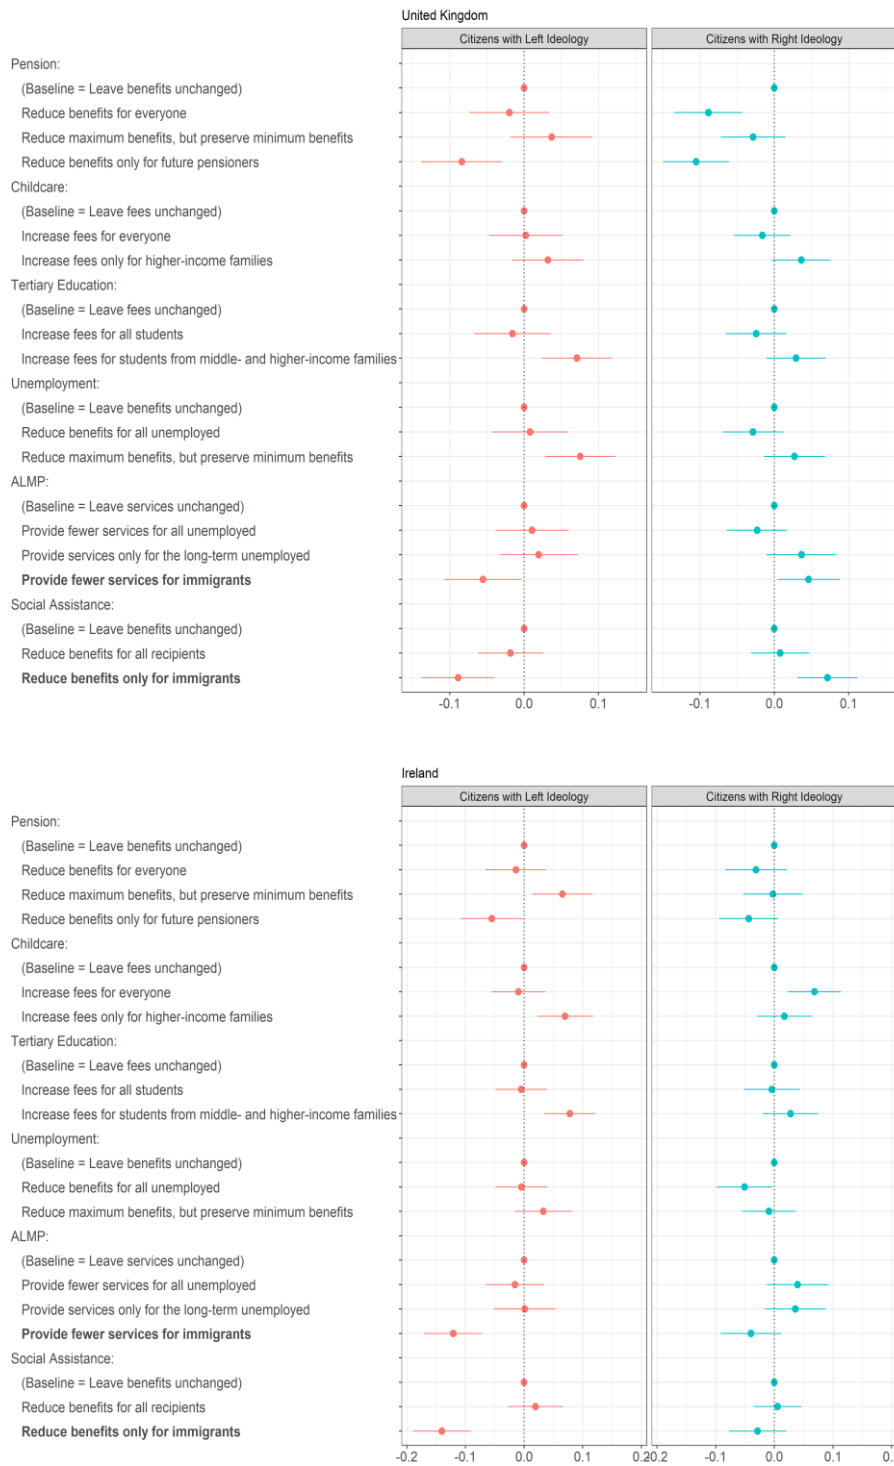 United Kingdom
Citizens with Left Ideology Citizens with Right Ideology
Pension:
(Baseline = Leave benefits unchanged)
Reduce benefits for everyone
Reduce maximum benefits, but preserve minimum benefits
Reduce benefits only for future pensioners
Childcare:
(Baseline = Leave fees unchanged)
Increase fees for everyone
Increase fees only for higher-income families
Tertiary Education:
(Baseline = Leave fees unchanged)
Increase fees for all students
Increase fees for students from middle- and higher-income families
Unemployment:
(Baseline = Leave benefits unchanged)
Reduce benefits for all unemployed
Reduce maximum benefits, but preserve minimum benefits
ALMP:
(Baseline = Leave services unchanged)
Provide fewer services for all unemployed
Provide services only for the long-term unemployed
Provide fewer services for immigrants
Social Assistance:
(Baseline = Leave benefits unchanged)
Reduce benefits for all recipients
Reduce benefits only for immigrants
-0.1 0.0 0.1 -0.1 0.0 0.1
Ireland
Citizens with Left Ideology Citizens with Right Ideology
Pension:
(Baseline = Leave benefits unchanged)
Reduce benefits for everyone
Reduce maximum benefits, but preserve minimum benefits
Reduce benefits only for future pensioners
Childcare:
(Baseline = Leave fees unchanged)
Increase fees for everyone
Increase fees only for higher-income families
Tertiary Education:
(Baseline = Leave fees unchanged)
Increase fees for all students
Increase fees for students from middle- and higher-income families
Unemployment:
(Baseline = Leave benefits unchanged)
Reduce benefits for all unemployed
Reduce maximum benefits, but preserve minimum benefits
ALMP:
(Baseline = Leave services unchanged)
Provide fewer services for all unemployed
Provide services only for the long-term unemployed
Provide fewer services for immigrants
Social Assistance:
(Baseline = Leave benefits unchanged)
Reduce benefits for all recipients
Reduce benefits only for immigrants
-0.2 -0.1 0.0 0.1 -0.1 0.0 0.1